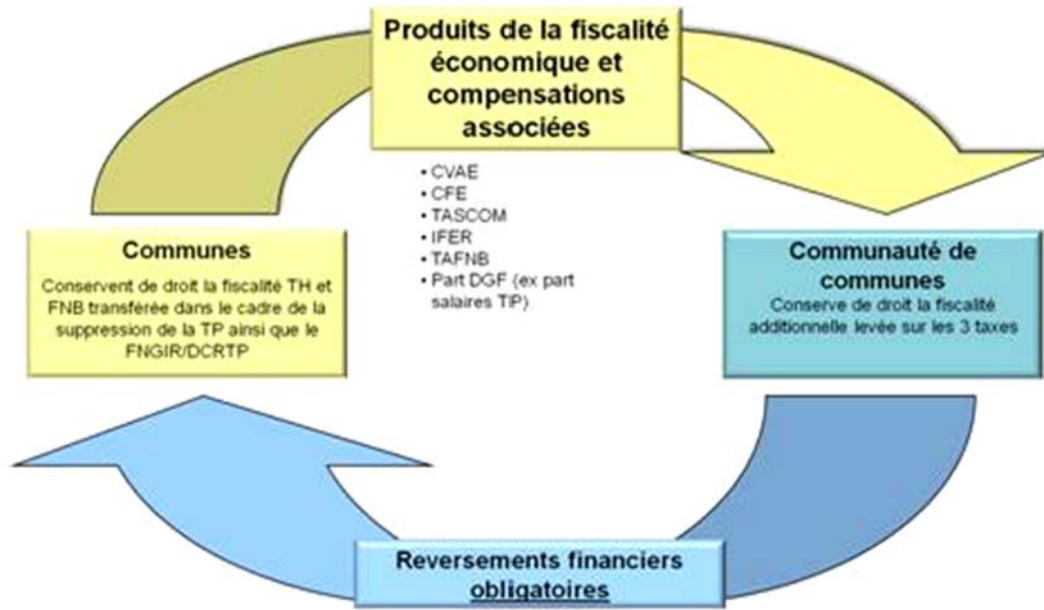 Produits de la fiscalité
économique et
compensations
associées
• CVAE
• CFE
• TASCOM
• IFER
• TAFNB
• Part DGF (ex part
salaires TP)
Communes
Conservent de droit la fiscalité TH et
FNB transférée dans le cadre de la
suppression de la TP ainsi que le
FNGIR/DCRTP
Communauté de
communes
Conserve de droit la fiscalité
additionnelle levée sur les 3 taxes
Reversements financiers
obligatoires